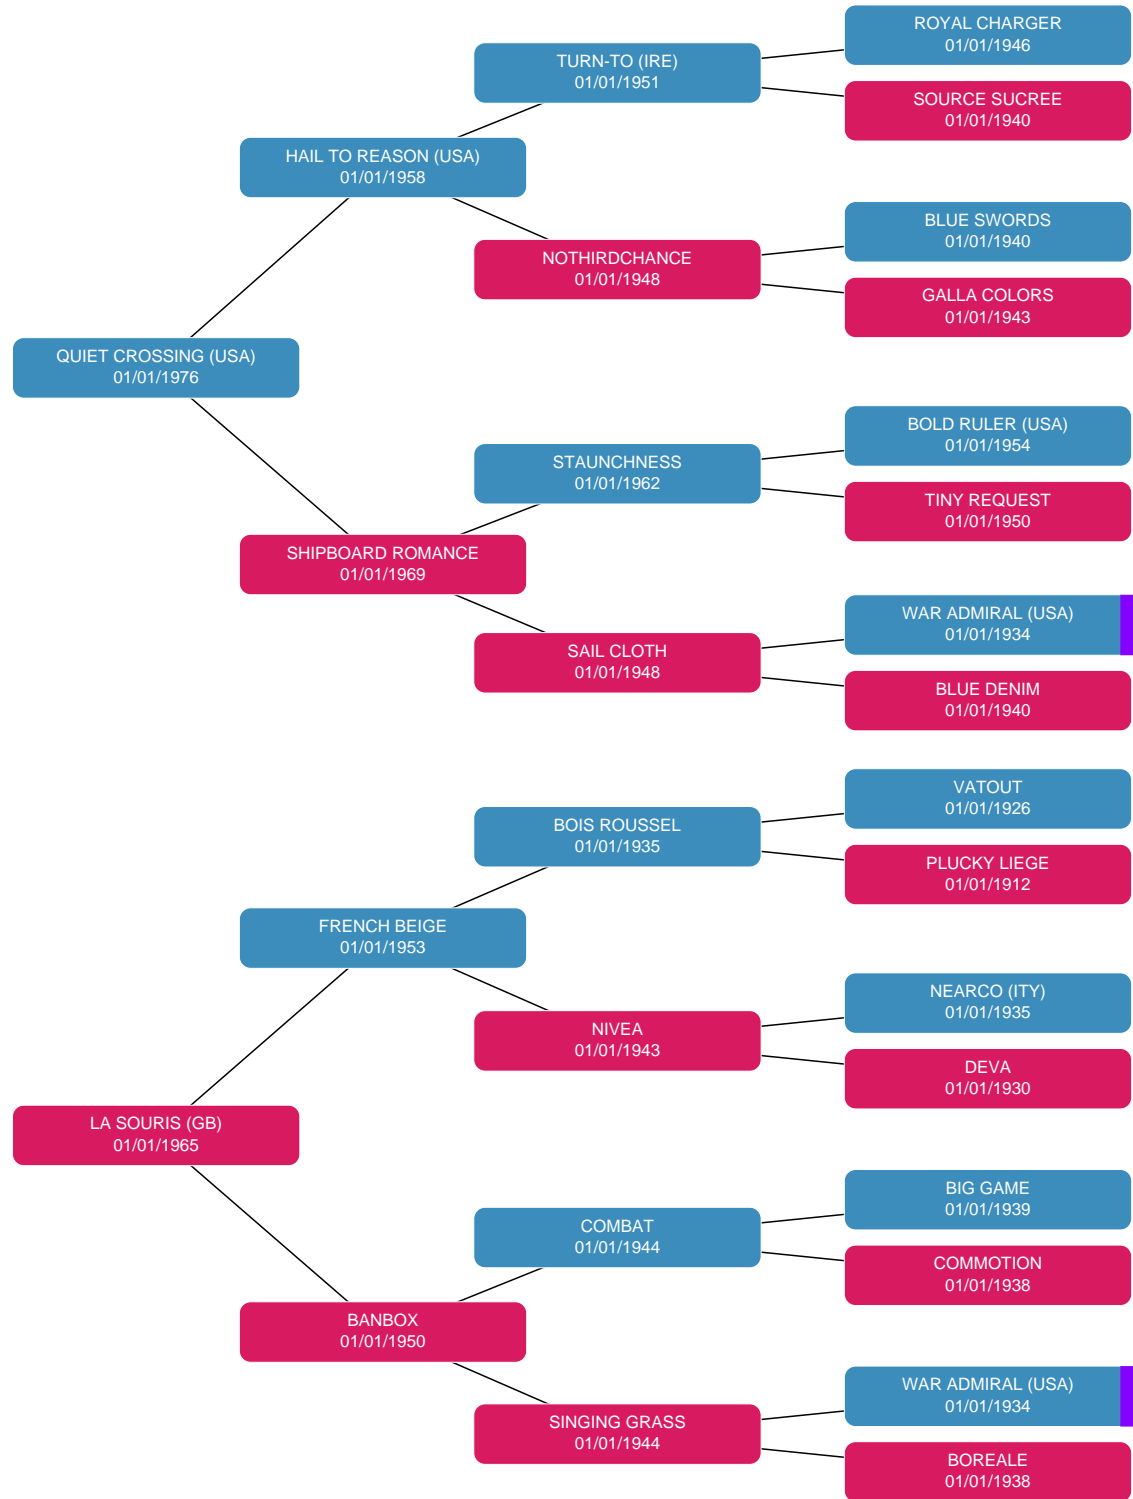 ROYAL CHARGER
01/01/1946
TURN-TO (IRE)
01/01/1951
SOURCE SUCREE
01/01/1940
HAIL TO REASON (USA)
01/01/1958
BLUE SWORDS
01/01/1940
NOTHIRDCHANCE
01/01/1948
GALLA COLORS
01/01/1943
QUIET CROSSING (USA)
01/01/1976
BOLD RULER (USA)
01/01/1954
STAUNCHNESS
01/01/1962
TINY REQUEST
01/01/1950
SHIPBOARD ROMANCE
01/01/1969
WAR ADMIRAL (USA)
01/01/1934
SAIL CLOTH
01/01/1948
BLUE DENIM
01/01/1940
VATOUT
01/01/1926
BOIS ROUSSEL
01/01/1935
PLUCKY LIEGE
01/01/1912
FRENCH BEIGE
01/01/1953
NEARCO (ITY)
01/01/1935
NIVEA
01/01/1943
DEVA
01/01/1930
LA SOURIS (GB)
01/01/1965
BIG GAME
01/01/1939
COMBAT
01/01/1944
COMMOTION
01/01/1938
BANBOX
01/01/1950
WAR ADMIRAL (USA)
01/01/1934
SINGING GRASS
01/01/1944
BOREALE
01/01/1938